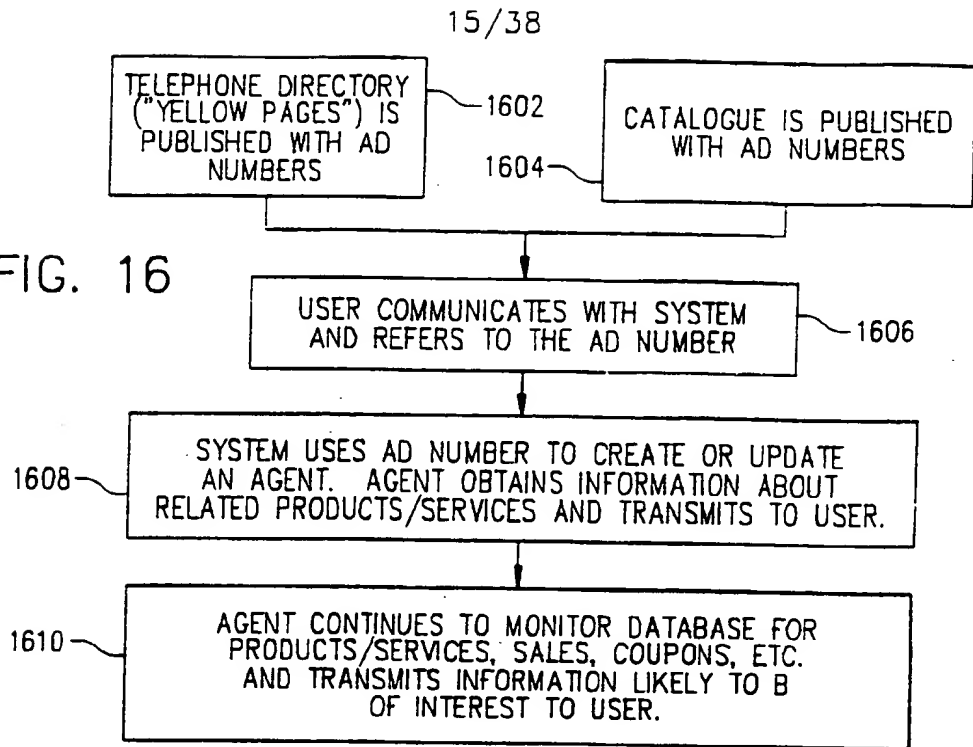 15/38
TELEPHONE DIRECTORY
("YELLOW PAGES") IS
PUBLISHED WITH AD
NUMBERS
1602
CATALOGUE IS PUBLISHED
WITH AD NUMBERS
1604
FIG. 16
USER COMMUNICATES WITH SYSTEM
AND REFERS TO THE AD NUMBER
1606
SYSTEM USES AD NUMBER TO CREATE OR UPDATE
AN AGENT. AGENT OBTAINS INFORMATION ABOUT
RELATED PRODUCTS/SERVICES AND TRANSMITS TO USER.
1608
AGENT CONTINUES TO MONITOR DATABASE FOR
PRODUCTS/SERVICES, SALES, COUPONS, ETC.
AND TRANSMITS INFORMATION LIKELY TO B
OF INTEREST TO USER.
1610